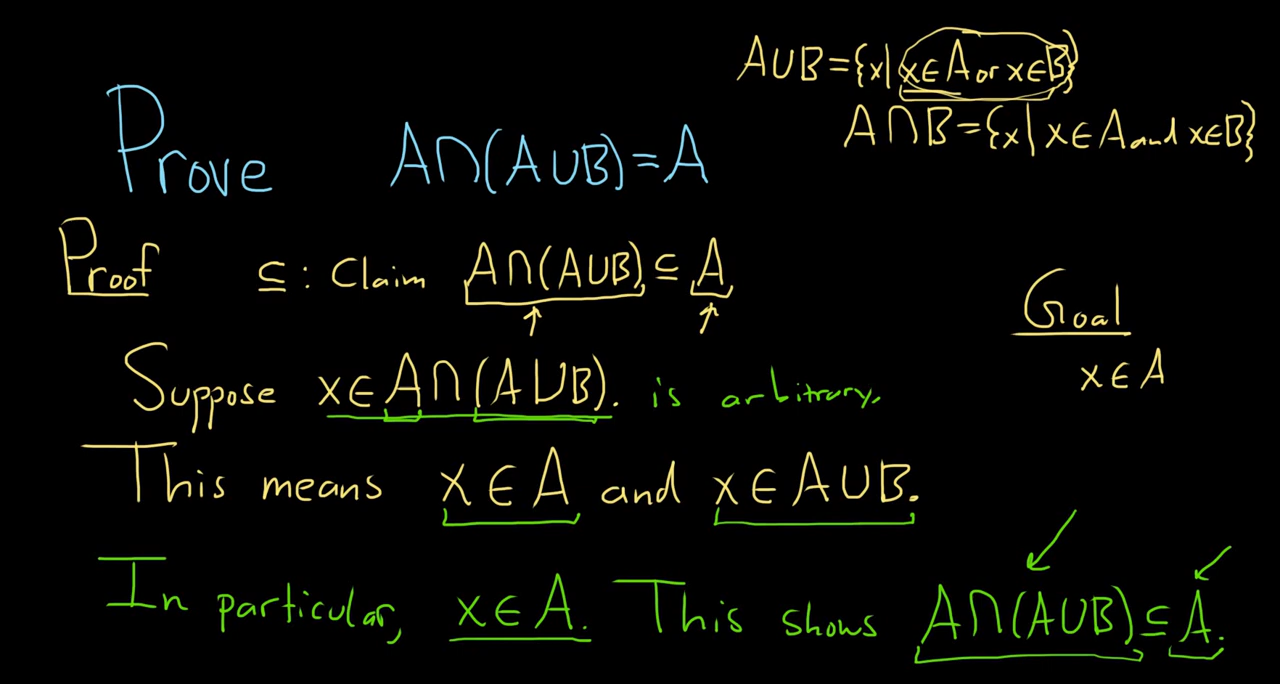 A∪B={x|x∈A or x∈B}
A∩B={x|x∈A and x∈B}
Prove A∩(A∪B)=A
Proof ⊆: Claim A∩(A∪B)⊆A
Goal
x∈A
Suppose x∈A∩(A∪B). is arbitrary.
This means x∈A and x∈A∪B.
In particular, x∈A. This shows A∩(A∪B)⊆A.